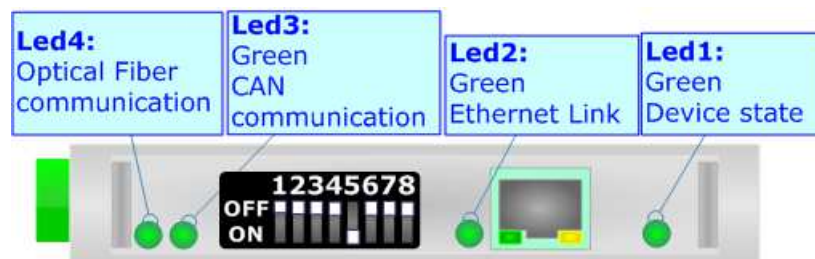 Led4:
Optical Fiber
communication
Led3:
Green
CAN
communication
Led2:
Green
Ethernet Link
Led1:
Green
Device state
12345678
OFF
ON